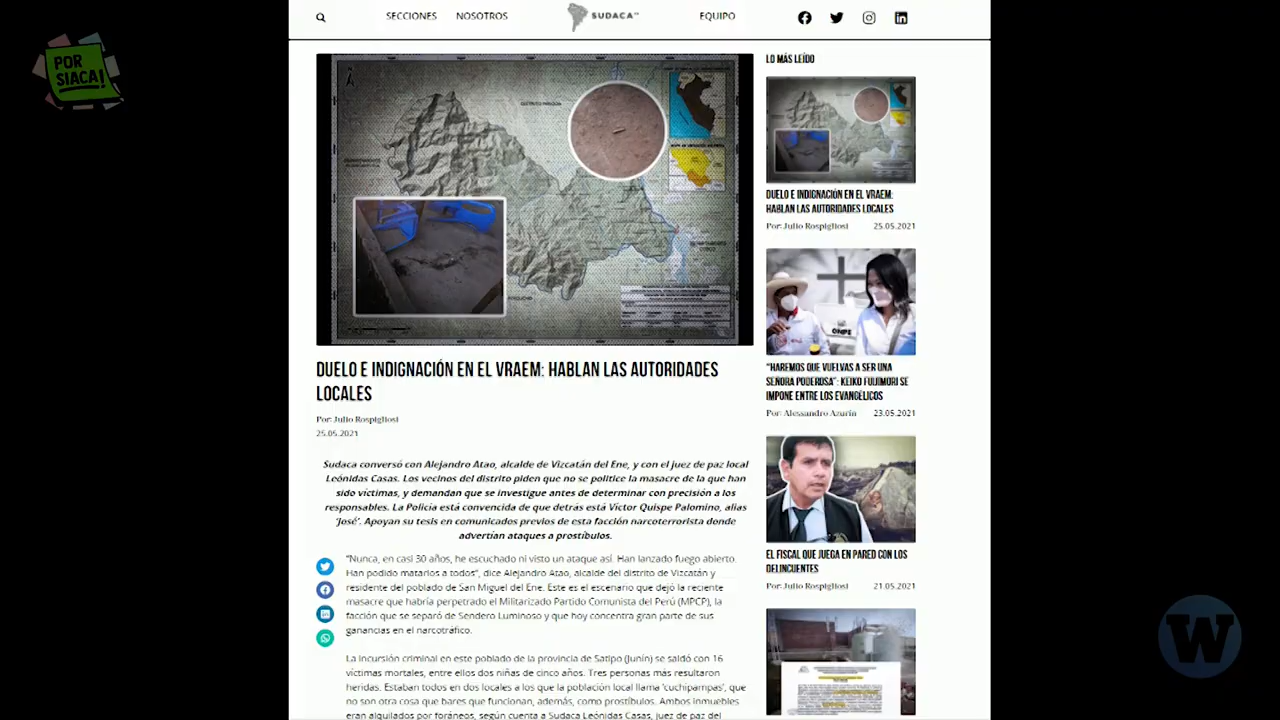 SECCIONES
NOSOTROS
SUDACA
EQUIPO
POR
SIACA!
LO MÁS LEÍDO
DUELO E INDIGNACIÓN EN EL VRAEM:
HABLAN LAS AUTORIDADES LOCALES
Por: Julio Rospigliosi
25.05.2021
ONPE
"HAREMOS QUE VUELVAS A SER UNA
SEÑORA PODEROSA": KEIKO FUJIMORI SE
IMPONE ENTRE LOS EVANGÉLICOS
Por: Alessandro Azurín
23.05.2021
EL FISCAL QUE JUEGA EN PARED CON LOS
DELINCUENTES
Por: Julio Rospigliosi
21.05.2021
DUELO E INDIGNACIÓN EN EL VRAEM: HABLAN LAS AUTORIDADES
LOCALES
Por: Julio Rospigliosi
25.05.2021
Sudaca conversó con Alejandro Atao, alcalde de Vizcatán del Ene, y con el juez de paz local
Leónidas Casas. Los vecinos del distrito piden que no se politice la masacre de la que han
sido víctimas, y demandan que se investigue antes de determinar con precisión a los
responsables. La Policía está convencida de que detrás está Víctor Quispe Palomino, alias
'José'. Apoyan su tesis en comunicados previos de esta facción narcoterrorista donde
advertían ataques a prostíbulos.
"Nunca, en casi 30 años, he escuchado ni visto un ataque así. Han lanzado fuego abierto.
Han podido matarlos a todos", dice Alejandro Atao, alcalde del distrito de Vizcatán y
residente del poblado de San Miguel del Ene. Este es el escenario que dejó la reciente
masacre que habría perpetrado el Militarizado Partido Comunista del Perú (MPCP), la
facción que se separó de Sendero Luminoso y que hoy concentra gran parte de sus
ganancias en el narcotráfico.
La incursión criminal en este poblado de la provincia de Satipo (Junín) se saldó con 16
víctimas mortales, entre ellos dos niñas de cinco años. Tres personas más resultaron
heridas. Estaban todos en dos locales a los que la población local llama 'cuchipampas', que
no son otra cosa que bares que funcionan, además, como prostíbulos. Ambos inmuebles
según cuenta a Sudaca Leónidas Casas, juez de paz del
W